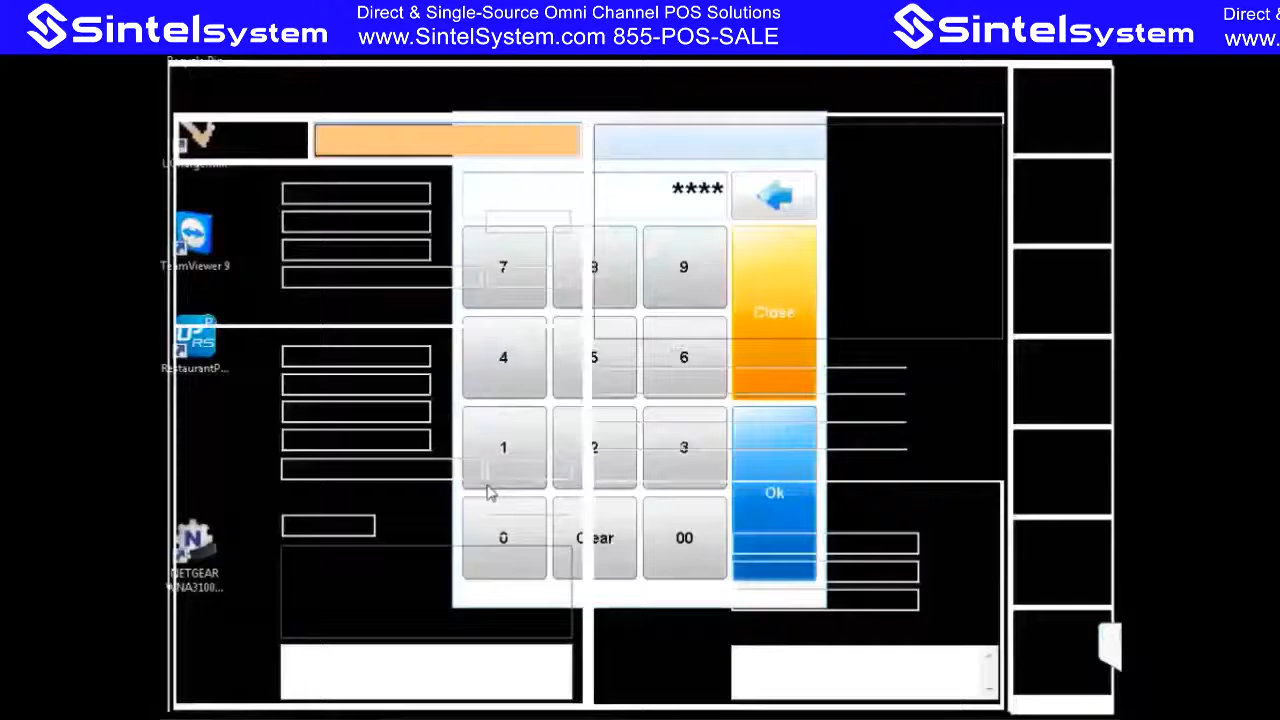 Sintelsystem
Direct & Single-Source Omni Channel POS Solutions
www.SintelSystem.com 855-POS-SALE
Sintelsystem
Direct &
www.
****
TeamViewer 9
RestaurantP...
NETGEAR
7
8
9
Close
4
5
6
1
2
3
Ok
0
Clear
00